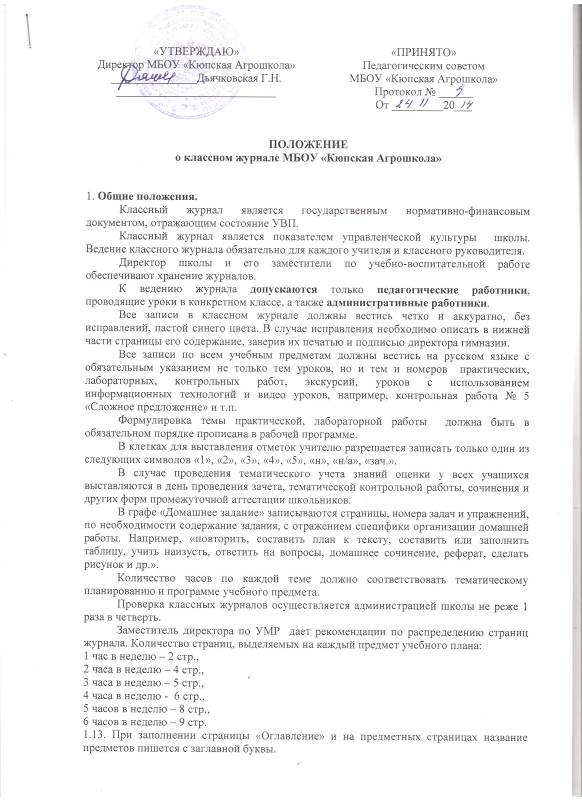 «УТВЕРЖДАЮ»
Директор МБОУ «Кюпская Агрошкола»
Дьячковская Г.Н.
«ПРИНЯТО»
Педагогическим советом
МБОУ «Кюпская Агрошкола»
Протокол №
От 24 11 20 14
ПОЛОЖЕНИЕ
о классном журнале МБОУ «Кюпская Агрошкола»
1. Общие положения.
Классный журнал является государственным нормативно-финансовым
документом, отражающим состояние УВП.
Классный журнал является показателем управленческой культуры школы.
Ведение классного журнала обязательно для каждого учителя и классного руководителя.
Директор школы и его заместители по учебно-воспитательной работе
обеспечивают хранение журналов.
К ведению журнала допускаются только педагогические работники,
проводящие уроки в конкретном классе, а также административные работники.
Все записи в классном журнале должны вестись четко и аккуратно, без
исправлений, пастой синего цвета. В случае исправления необходимо описать в нижней
части страницы его содержание, заверив их печатью и подписью директора гимназии.
Все записи по всем учебным предметам должны вестись на русском языке с
обязательным указанием не только тем уроков, но и тем и номеров практических,
лабораторных, контрольных работ, экскурсий, уроков с использованием
информационных технологий и видео уроков, например, контрольная работа № 5
«Сложное предложение» и т.п.
Формулировка темы практической, лабораторной работы должна быть в
обязательном порядке прописана в рабочей программе.
В клетках для выставления отметок учителю разрешается записать только один из
следующих символов «1», «2», «3», «4», «5», «н», «н/а», «зач.».
В случае проведения тематического учета знаний оценки у всех учащихся
выставляются в день проведения зачета, тематической контрольной работы, сочинения и
других форм промежуточной аттестации школьников.
В графе «Домашнее задание» записываются страницы, номера задач и упражнений,
по необходимости содержание задания, с отражением специфики организации домашней
работы. Например, «повторить, составить план к тексту, составить или заполнить
таблицу, учить наизусть, ответить на вопросы, домашнее сочинение, реферат, сделать
рисунок и др.».
Количество часов по каждой теме должно соответствовать тематическому
планированию и программе учебного предмета.
Проверка классных журналов осуществляется администрацией школы не реже 1
раза в четверть.
Заместитель директора по УМР дает рекомендации по распределению страниц
журнала. Количество страниц, выделяемых на каждый предмет учебного плана:
1 час в неделю – 2 стр.,
2 часа в неделю – 4 стр.,
3 часа в неделю – 5 стр.,
4 часа в неделю - 6 стр.,
5 часов в неделю – 8 стр.,
6 часов в неделю – 9 стр.
1.13. При заполнении страницы «Оглавление» и на предметных страницах название
предметов пишется с заглавной буквы.